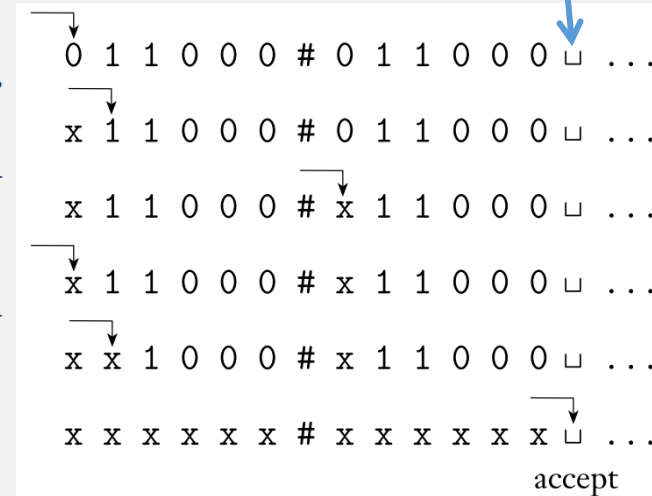 0 1 1 0 0 0 # 0 1 1 0 0 0 ⊔ ...
x 1 1 0 0 0 # 0 1 1 0 0 0 ⊔ ...
x 1 1 0 0 0 # x 1 1 0 0 0 ⊔ ...
x 1 1 0 0 0 # x 1 1 0 0 0 ⊔ ...
x x 1 0 0 0 # x 1 1 0 0 0 ⊔ ...
x x x x x x # x x x x x x ⊔ ...
accept